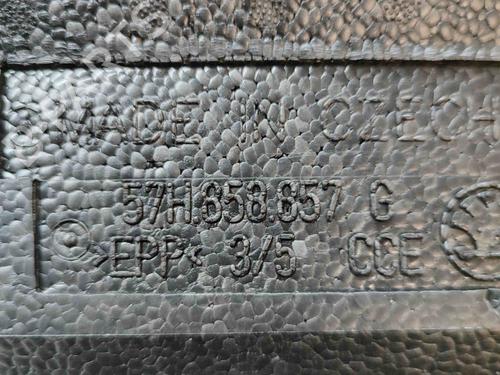 MADE IN CZECH
57H.858.857 G
>EPP< 3/5 CCE